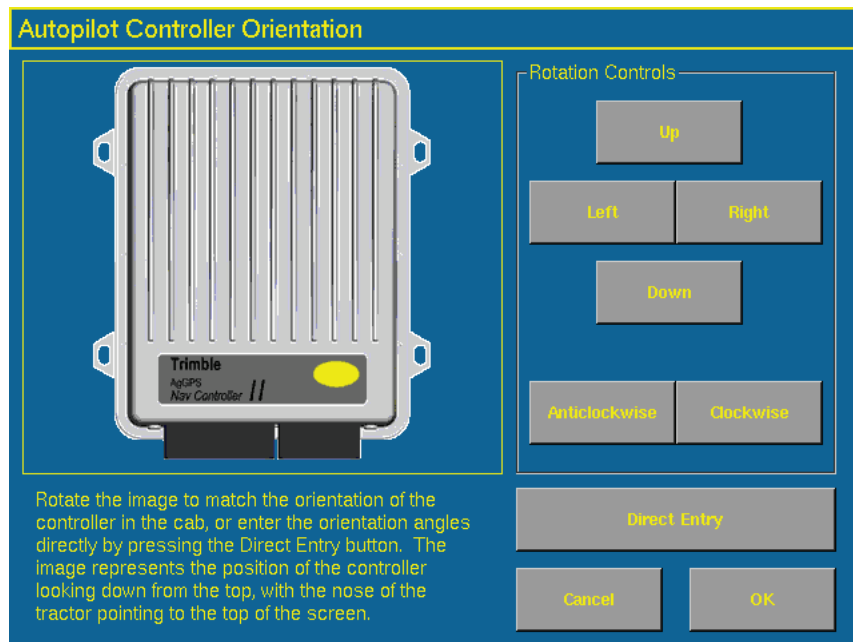 Autopilot Controller Orientation
Trimble
AgGPS
Nav Controller II
Rotate the image to match the orientation of the
controller in the cab, or enter the orientation angles
directly by pressing the Direct Entry button. The
image represents the position of the controller
looking down from the top, with the nose of the
tractor pointing to the top of the screen.
Rotation Controls
Up
Left
Right
Down
Anticlockwise
Clockwise
Direct Entry
Cancel
OK